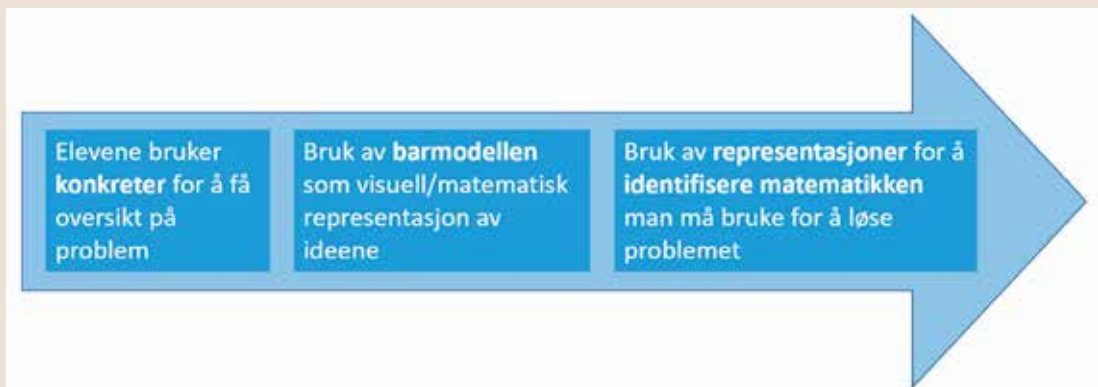 Elevene bruker
konkreter for å få
oversikt på
problem
Bruk av barmodellen
som visuell/matematisk
representasjon av
ideene
Bruk av representasjoner for å
identifisere matematikken
man må bruke for å løse
problemet